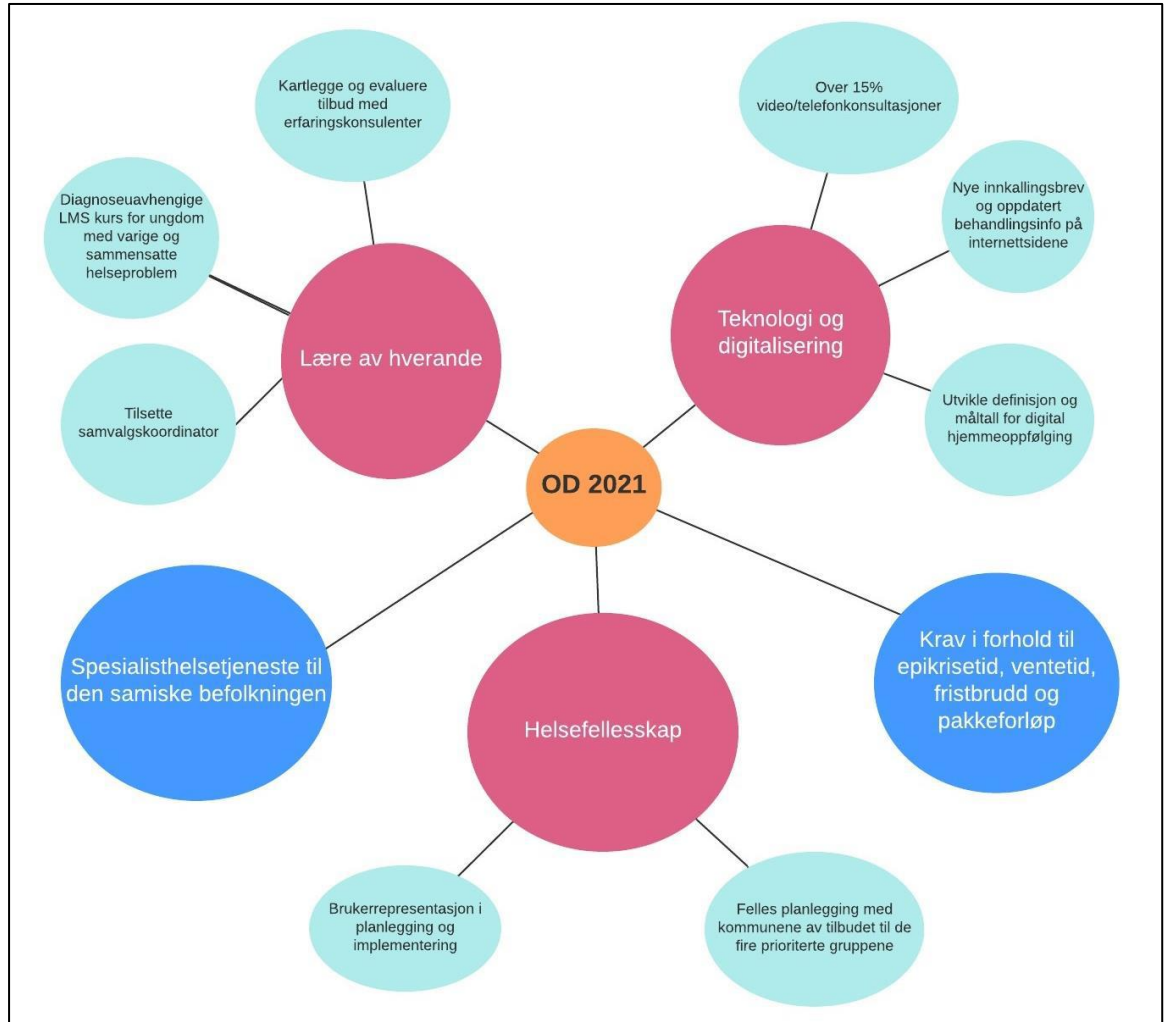 Kartlegge og evaluere
tilbud med
erfaringskonsulenter
Over 15%
video/telefonkonsultasjoner
Diagnoseuavhengige
LMS kurs for ungdom
med varige og
sammensatte
helseproblem
Nye innkallingsbrev
og oppdatert
behandlingsinfo på
internettsidene
Lære av hverande
Teknologi og
digitalisering
Tilsette
samvalgskoordinator
Utvikle definisjon og
måltall for digital
hjemmeoppfølging
OD 2021
Spesialisthelsetjeneste til
den samiske befolkningen
Helsefellesskap
Krav i forhold til
epikrisetid, ventetid,
fristbrudd og
pakkeforløp
Brukerrepresentasjon i
planlegging og
implementering
Felles planlegging med
kommunene av tilbudet til de
fire prioriterte gruppene